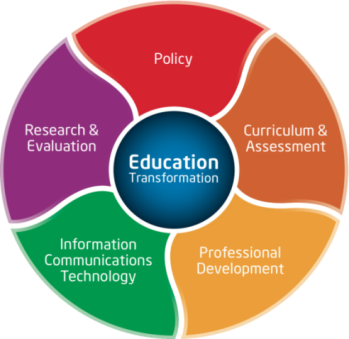 Policy
Curriculum &
Assessment
Professional
Development
Information
Communications
Technology
Research &
Evaluation
Education
Transformation